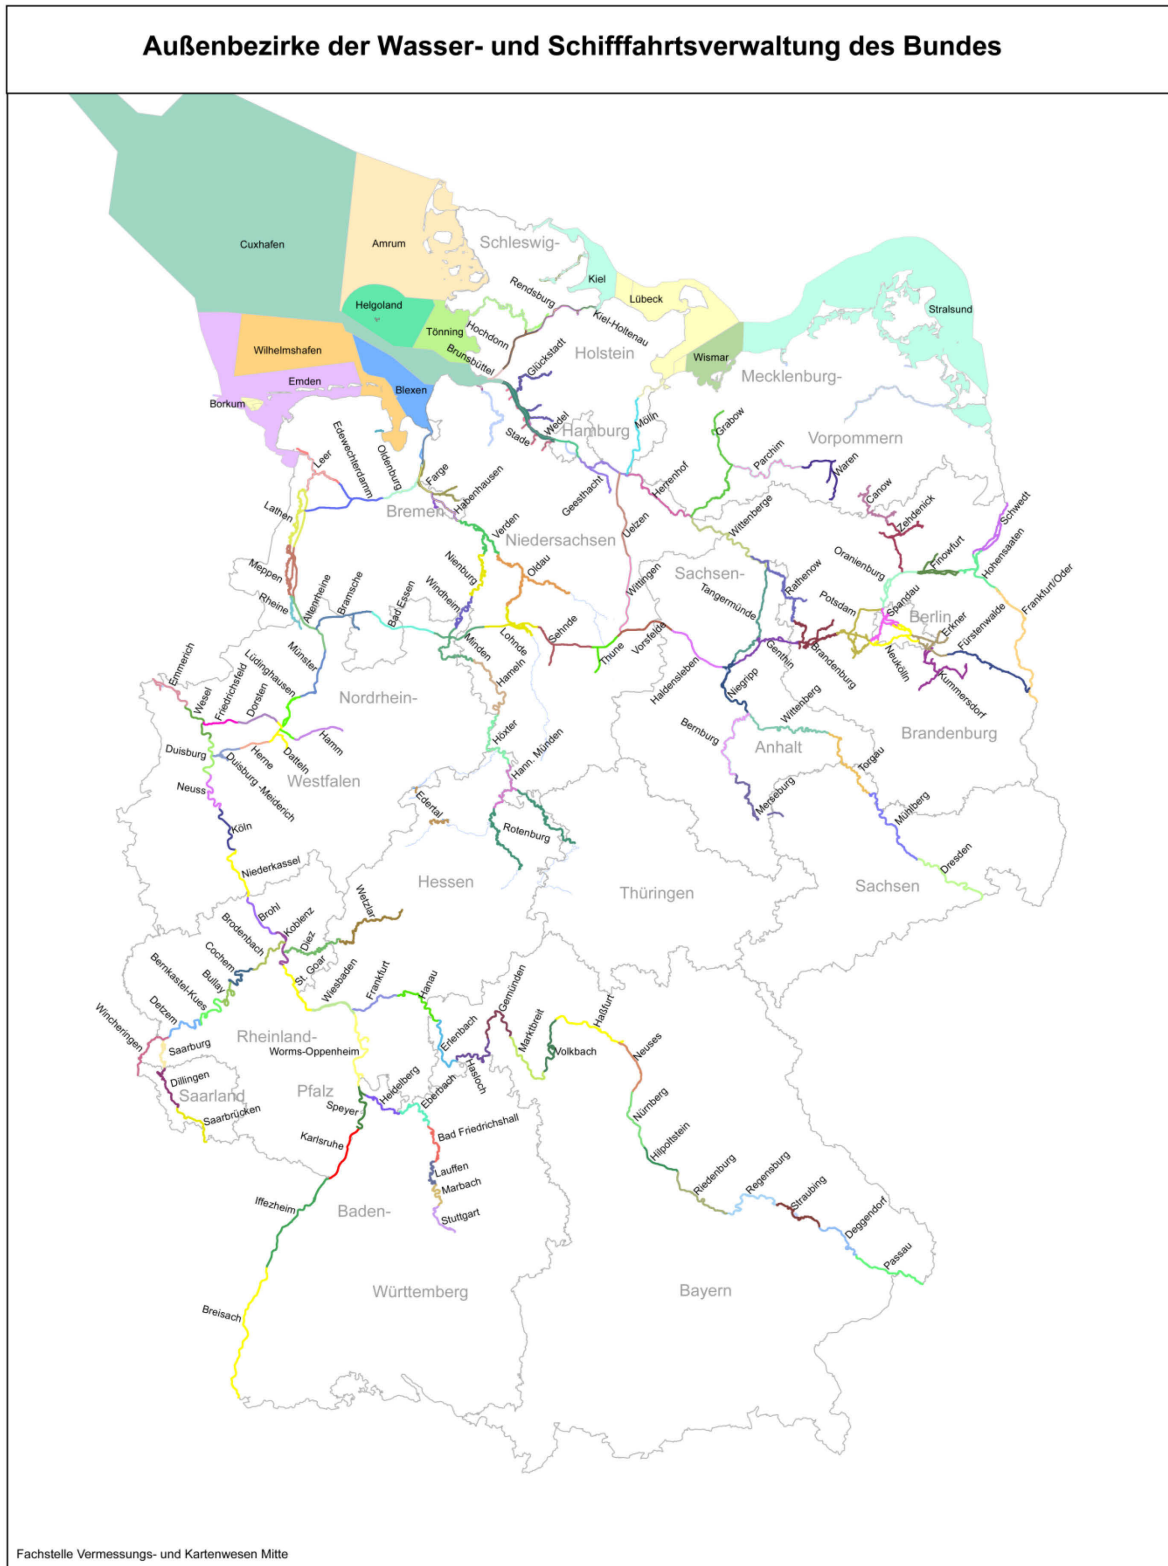 Außenbezirke der Wasser- und Schifffahrtsverwaltung des Bundes
Cuxhafen
Amrum
Schleswig-
Kiel
Lübeck
Helgoland
Rendsburg
Stralsund
Tönning
Hochdonn
Kiel-Holtenau
Wilhelmshafen
Brunsbüttel
Glückstadt
Holstein
Wismar
Mecklenburg-
Emden
Blexen
Borkum
Wedel
Stade
Hamburg
Mölln
Grabow
Vorpommern
Leer
Edewechterdamm
Oldenburg
Farge
Habenhausen
Geesthacht
Herrenhof
Parchim
Waren
Canow
Lathen
Bremen
Verden
Niedersachsen
Uelzen
Wittenberge
Zehdenick
Schwedt
Meppen
Rheine
Altenrheine
Bramsche
Bad Essen
Windheim
Nienburg
Oldau
Wittingen
Sachsen-
Tangermünde
Rathenow
Oranienburg
Finowfurt
Hohensaaten
Potsdam
Spandau
Berlin
Frankfurt/Oder
Münster
Minden
Lohnde
Sehnde
Thune
Vorsfelde
Haldensleben
Genthin
Brandenburg
Neukölln
Erkner
Fürstenwalde
Kummersdorf
Emmerich
Wesel
Friedrichsfeld
Dorsten
Lüdinghausen
Nordrhein-
Hameln
Niegripp
Wittenberg
Brandenburg
Hamm
Höxter
Bernburg
Anhalt
Torgau
Duisburg
Duisburg -Meiderich
Herne
Datteln
Westfalen
Hann. Münden
Neuss
Edertal
Merseburg
Mühlberg
Köln
Rotenburg
Niederkassel
Hessen
Thüringen
Sachsen
Dresden
Brohl
Koblenz
Diez
Wetzlar
Brodenbach
Cochem
Bullay
Bernkastel-Kues
Detzem
Wincheringen
St. Goar
Wiesbaden
Frankfurt
Hanau
Gemünden
Marktbreit
Haßfurt
Rheinland-
Saarburg
Worms-Oppenheim
Erlenbach
Hasloch
Volkbach
Neuses
Dillingen
Saarland
Pfalz
Heidelberg
Eberbach
Saarbrücken
Speyer
Nürnberg
Karlsruhe
Bad Friedrichshall
Hilpoltstein
Lauffen
Riedenburg
Regensburg
Iffezheim
Marbach
Baden-
Stuttgart
Straubing
Deggendorf
Passau
Breisach
Württemberg
Bayern
Fachstelle Vermessungs- und Kartenwesen Mitte